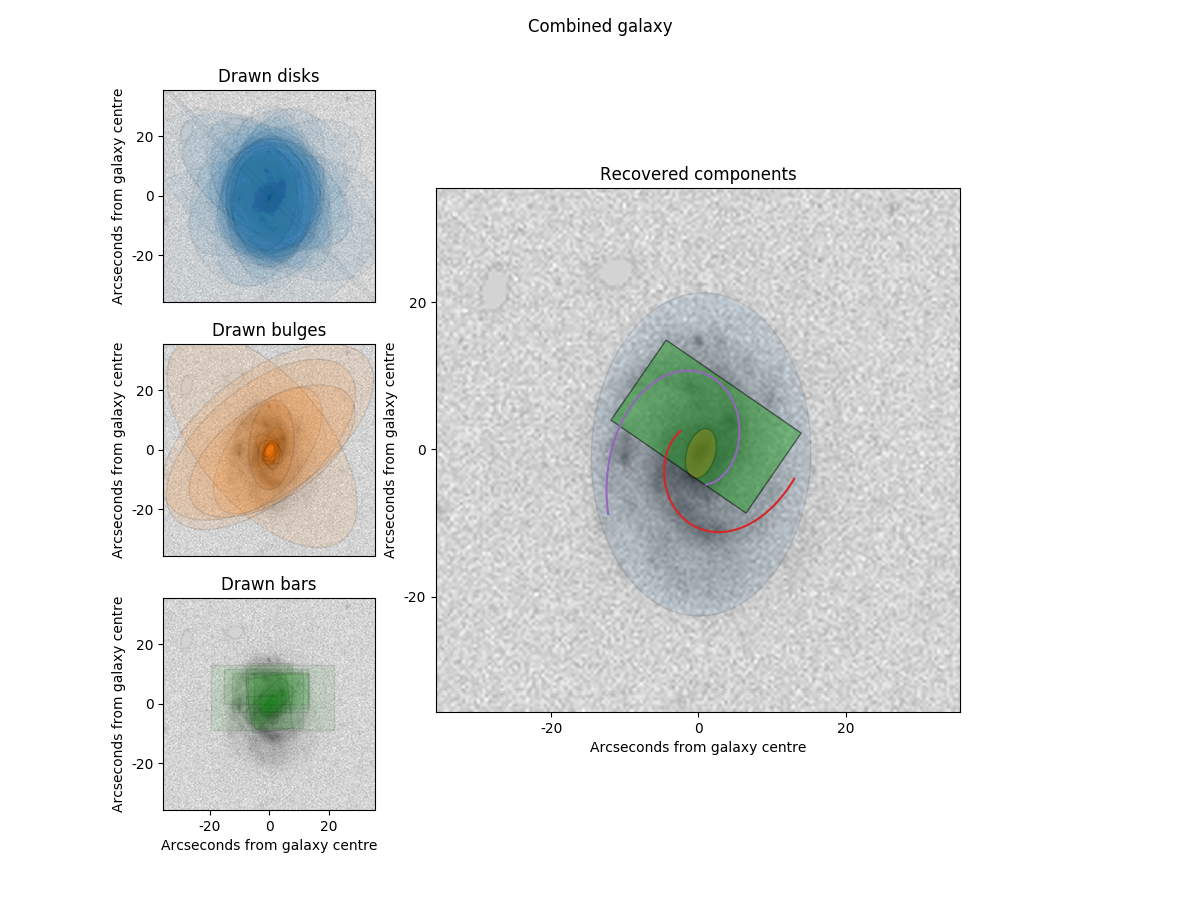 Combined galaxy
Drawn disks
Arcseconds from galaxy centre
20
0
-20
Drawn bulges
Arcseconds from galaxy centre
20
0
-20
Drawn bars
Arcseconds from galaxy centre
20
0
-20
-20 0 20
Arcseconds from galaxy centre
Recovered components
Arcseconds from galaxy centre
20
0
-20
-20 0 20
Arcseconds from galaxy centre